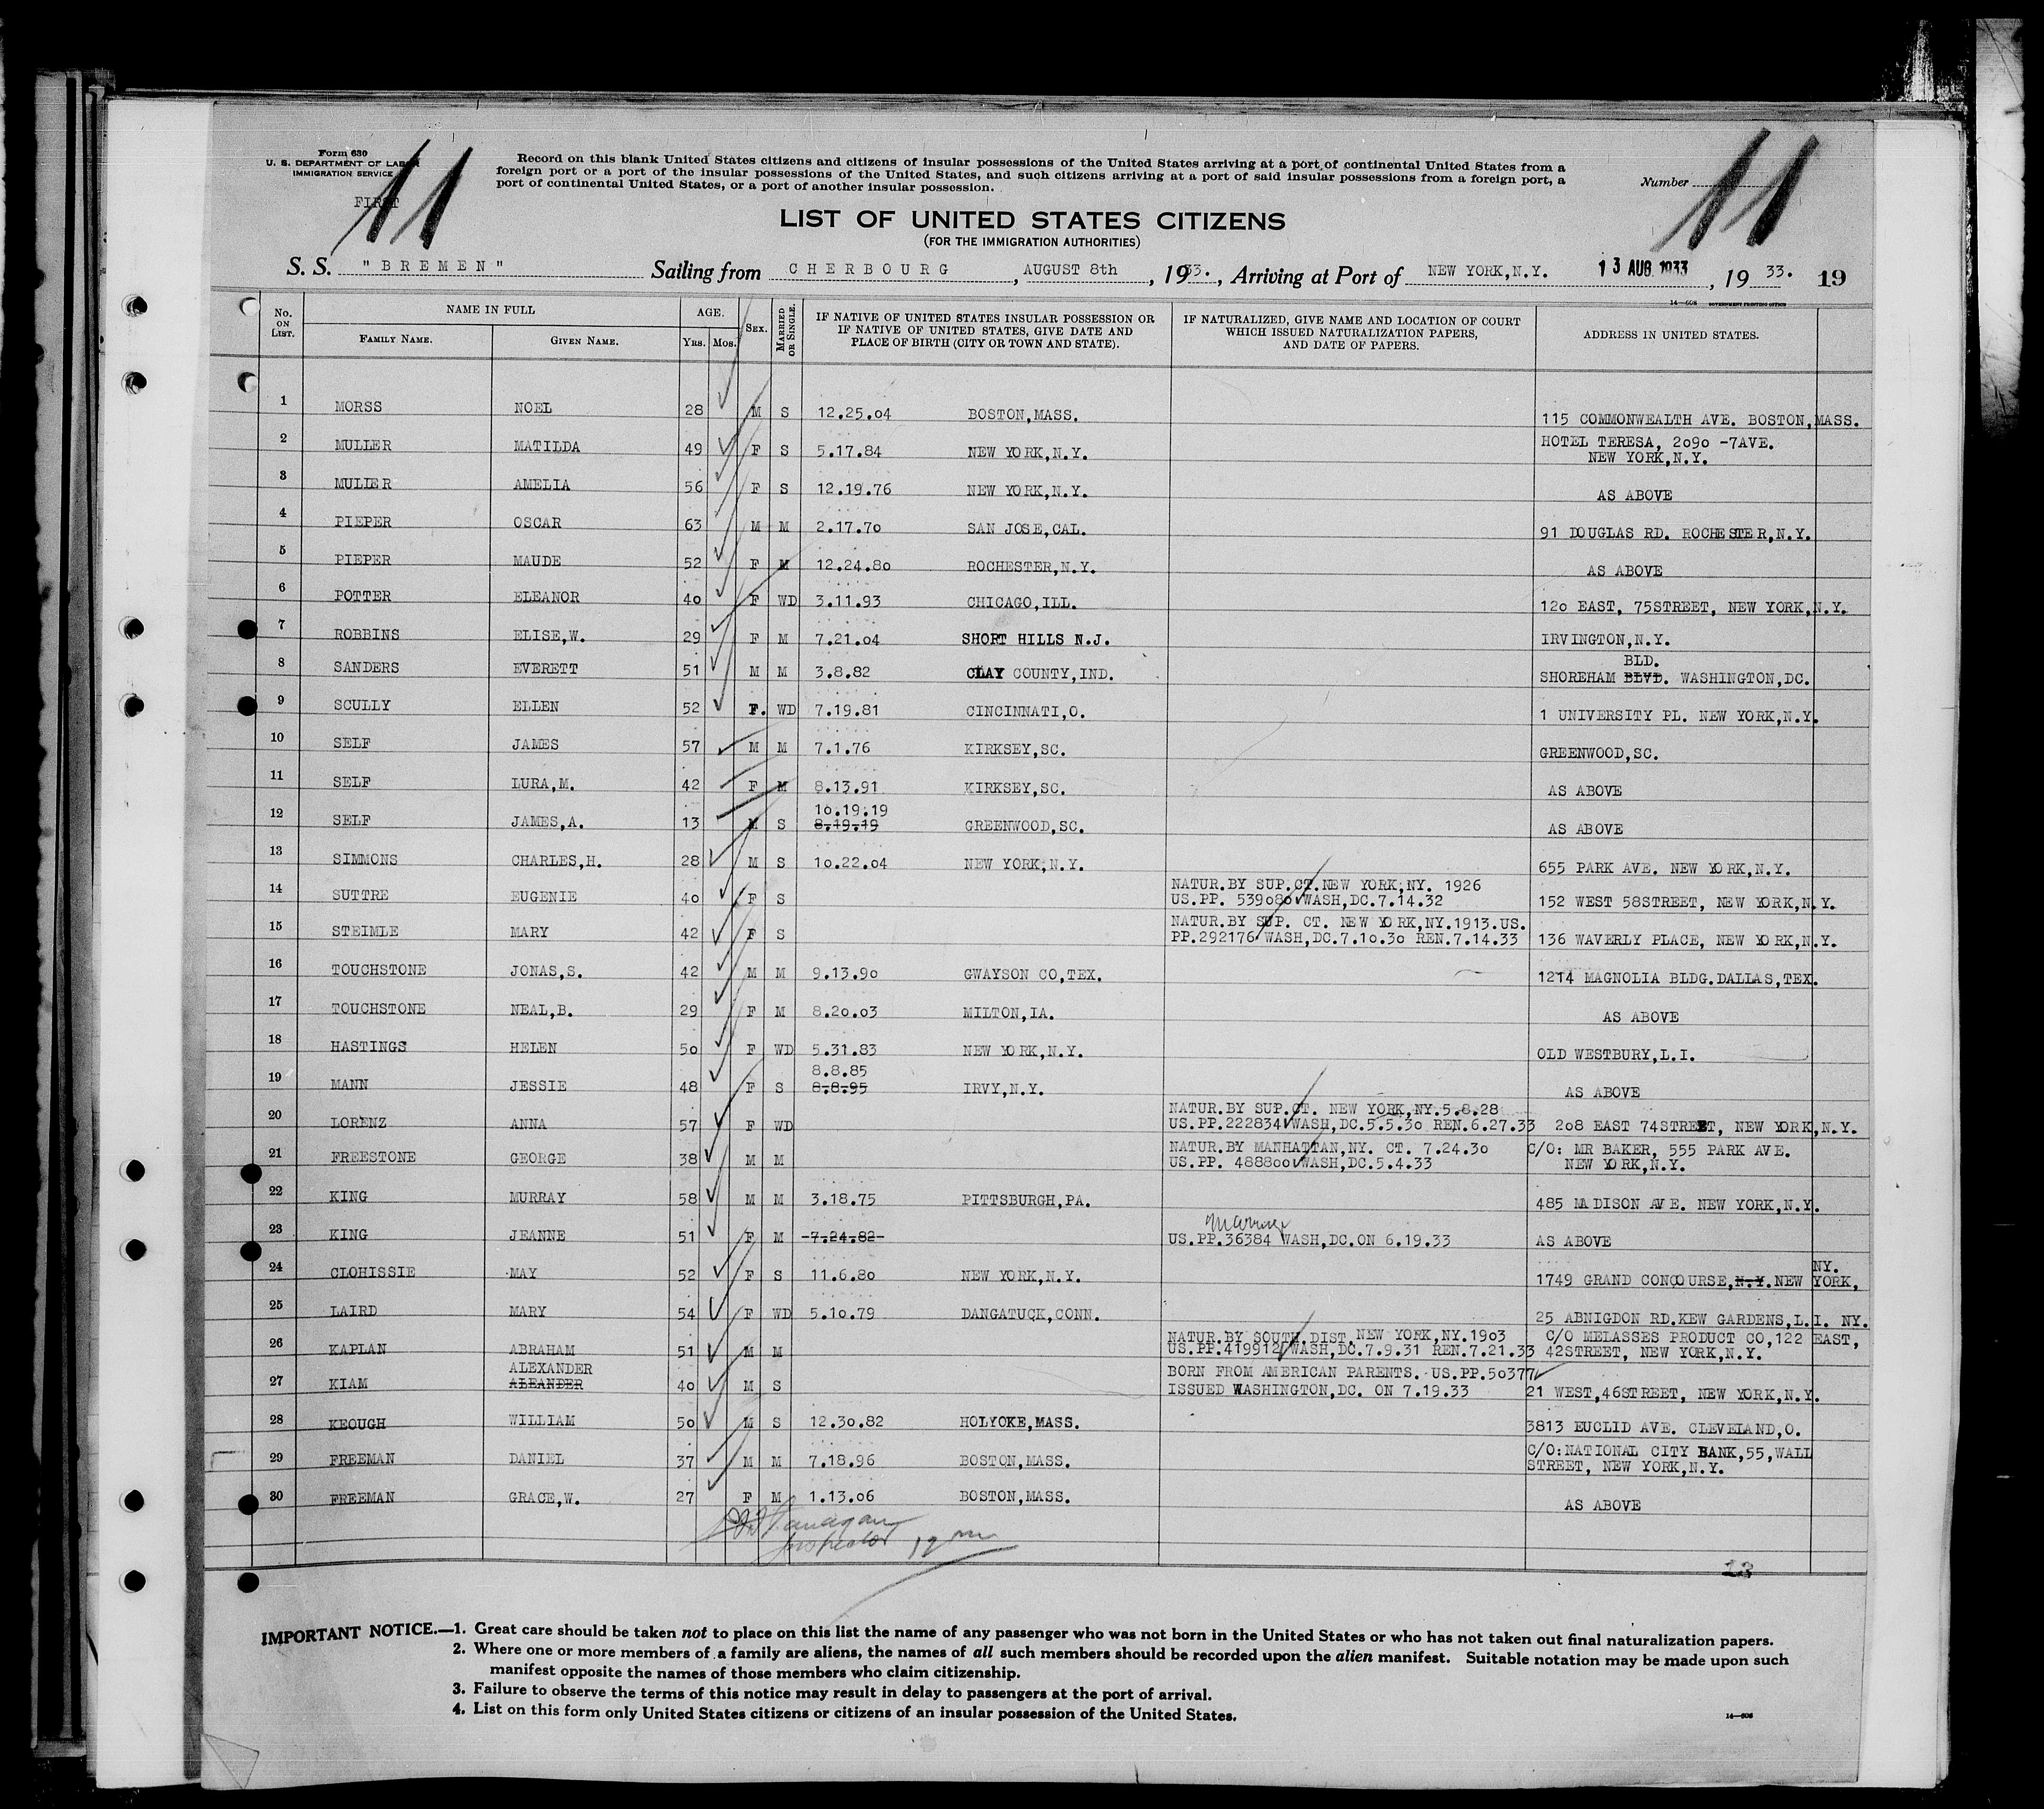 Form 630
U. S. DEPARTMENT OF LABOR
IMMIGRATION SERVICE
FIRST
11
Record on this blank United States citizens and citizens of insular possessions of the United States arriving at a port of continental United States from a
foreign port or a port of the insular possessions of the United States, and such citizens arriving at a port of said insular possessions from a foreign port, a
port of continental United States, or a port of another insular possession.
Number
11
LIST OF UNITED STATES CITIZENS
(FOR THE IMMIGRATION AUTHORITIES)
S. S. "BREMEN" Sailing from CHERBOURG, AUGUST 8th, 1933., Arriving at Port of NEW YORK,N.Y. 13 AUG 1933, 1933. 19
14—608 GOVERNMENT PRINTING OFFICE
No. ON LIST. NAME IN FULL FAMILY NAME. GIVEN NAME. AGE. YRS. MOS. SEX. MARRIED OR SINGLE.
IF NATIVE OF UNITED STATES INSULAR POSSESSION OR
IF NATIVE OF UNITED STATES, GIVE DATE AND
PLACE OF BIRTH (CITY OR TOWN AND STATE).
IF NATURALIZED, GIVE NAME AND LOCATION OF COURT
WHICH ISSUED NATURALIZATION PAPERS,
AND DATE OF PAPERS.
ADDRESS IN UNITED STATES.
1 MORSS NOEL 28 M S 12.25.04 BOSTON,MASS. 115 COMMONWEALTH AVE. BOSTON,MASS.
2 MULLER MATILDA 49 F S 5.17.84 NEW YORK,N.Y. HOTEL TERESA, 2090 -7AVE.
NEW YORK,N.Y.
3 MULLER AMELIA 56 F S 12.19.76 NEW YORK,N.Y. AS ABOVE
4 PIEPER OSCAR 63 M M 2.17.70 SAN JOSE,CAL. 91 DOUGLAS RD. ROCHESTER,N.Y.
5 PIEPER MAUDE 52 F M 12.24.80 ROCHESTER,N.Y. AS ABOVE
6 POTTER ELEANOR 40 F WD 3.11.93 CHICAGO,ILL. 120 EAST, 75STREET, NEW YORK,N.Y.
7 ROBBINS ELISE,W. 29 F M 7.21.04 SHORT HILLS N.J. IRVINGTON,N.Y.
BLD.
8 SANDERS EVERETT 51 M M 3.8.82 CLAY COUNTY,IND. SHOREHAM BLVD. WASHINGTON,DC.
9 SCULLY ELLEN 52 F. WD 7.19.81 CINCINNATI,O. 1 UNIVERSITY PL. NEW YORK,N.Y.
10 SELF JAMES 57 M M 7.1.76 KIRKSEY,SC. GREENWOOD,SC.
11 SELF LURA,M. 42 F M 8.13.91 KIRKSEY,SC. AS ABOVE
10.19.19
12 SELF JAMES,A. 13 M S 8.19.19 GREENWOOD,SC. AS ABOVE
13 SIMMONS CHARLES,H. 28 M S 10.22.04 NEW YORK,N.Y. 655 PARK AVE. NEW YORK,N.Y.
NATUR.BY SUP.CT.NEW YORK,NY. 1926
14 SUTTRE EUGENIE 40 F S US.PP. 539080 WASH,DC.7.14.32 152 WEST 58STREET, NEW YORK,N.Y.
NATUR.BY SUP. CT. NEW YORK,NY.1913.US.
15 STEIMLE MARY 42 F S PP.292176 WASH,DC.7.10.30 REN.7.14.33 136 WAVERLY PLACE, NEW YORK,N.Y.
16 TOUCHSTONE JONAS,S. 42 M M 9.13.90 GWAYSON CO,TEX. 1214 MAGNOLIA BLDG.DALLAS,TEX.
17 TOUCHSTONE NEAL,B. 29 F M 8.20.03 MILTON,IA. AS ABOVE
18 HASTINGS HELEN 50 F WD 5.31.83 NEW YORK,N.Y. OLD WESTBURY,L.I.
8.8.85
19 MANN JESSIE 48 F S 8.8.95 IRVY,N.Y. AS ABOVE
NATUR.BY SUP.CT. NEW YORK,NY.5.8.28
20 LORENZ ANNA 57 F WD US.PP.222834 WASH,DC.5.5.30 REN.6.27.33 208 EAST 74STREET, NEW YORK,N.Y.
NATUR.BY MANHATTAN,NY. CT. 7.24.30 C/O: MR BAKER, 555 PARK AVE.
21 FREESTONE GEORGE 38 M M US.PP. 488800 WASH,DC.5.4.33 NEW YORK,N.Y.
22 KING MURRAY 58 M M 3.18.75 PITTSBURGH,PA. 485 MADISON AVE. NEW YORK,N.Y.
Marriage
23 KING JEANNE 51 F M 7.24.82 US.PP.36384 WASH,DC.ON 6.19.33 AS ABOVE
NY.
24 CLOHISSIE MAY 52 F S 11.6.80 NEW YORK,N.Y. 1749 GRAND CONCOURSE,N.Y.NEW YORK,
25 LAIRD MARY 54 F WD 5.10.79 DANGATUCK,CONN. 25 ABNIGDON RD.KEW GARDENS,L.I. NY.
NATUR.BY SOUTH.DIST.NEW YORK,NY.1903 C/O MELASSES PRODUCT CO,122 EAST,
26 KAPLAN ABRAHAM 51 M M US.PP.419912 WASH,DC.7.9.31 REN.7.21.33 42STREET, NEW YORK,N.Y.
ALEXANDER BORN FROM AMERICAN PARENTS. US.PP.50377
27 KIAM ALEANDER 40 M S ISSUED WASHINGTON,DC. ON 7.19.33 21 WEST,46STREET, NEW YORK,N.Y.
28 KEOUGH WILLIAM 50 M S 12.30.82 HOLYOKE,MASS. 3813 EUCLID AVE. CLEVELAND,O.
29 FREEMAN DANIEL 37 M M 7.18.96 BOSTON,MASS. C/O:NATIONAL CITY BANK,55,WALL
STREET, NEW YORK,N.Y.
30 FREEMAN GRACE,W. 27 F M 1.13.06 BOSTON,MASS. AS ABOVE
Flanagan
Inspector 12 m
IMPORTANT NOTICE.—1. Great care should be taken not to place on this list the name of any passenger who was not born in the United States or who has not taken out final naturalization papers.
2. Where one or more members of a family are aliens, the names of all such members should be recorded upon the alien manifest. Suitable notation may be made upon such
manifest opposite the names of those members who claim citizenship.
3. Failure to observe the terms of this notice may result in delay to passengers at the port of arrival.
4. List on this form only United States citizens or citizens of an insular possession of the United States.
14—608